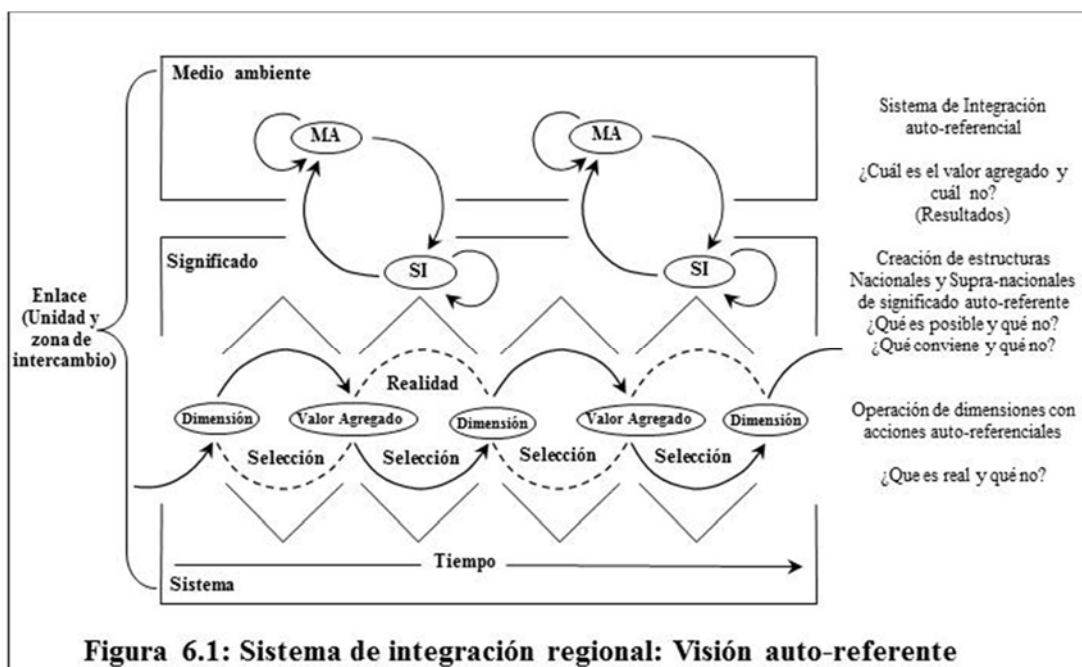 Medio ambiente
MA
MA
Significado
SI
SI
Enlace
(Unidad y
zona de
intercambio)
Realidad
Dimensión
Valor Agregado
Dimensión
Valor Agregado
Dimensión
Selección
Selección
Selección
Selección
Tiempo
Sistema
Sistema de Integración
auto-referencial
¿Cuál es el valor agregado y
cuál no?
(Resultados)
Creación de estructuras
Nacionales y Supra-nacionales
de significado auto-referente
¿Qué es posible y qué no?
¿Qué conviene y qué no?
Operación de dimensiones con
acciones auto-referenciales
¿Que es real y qué no?
Figura 6.1: Sistema de integración regional: Visión auto-referente